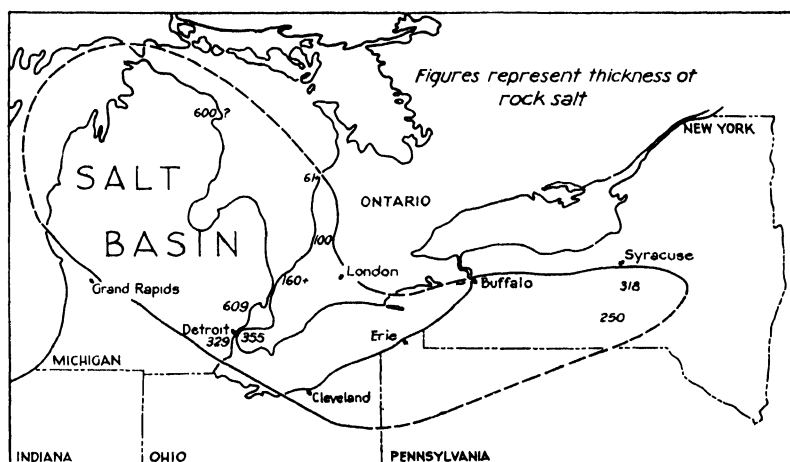 Figures represent thickness of
rock salt
600?
NEW YORK
SALT
61
ONTARIO
BASIN
100
Syracuse
London
160+
Buffalo
Grand Rapids
318
609
250
Detroit
355
329
Erie
MICHIGAN
Cleveland
INDIANA
OHIO
PENNSYLVANIA